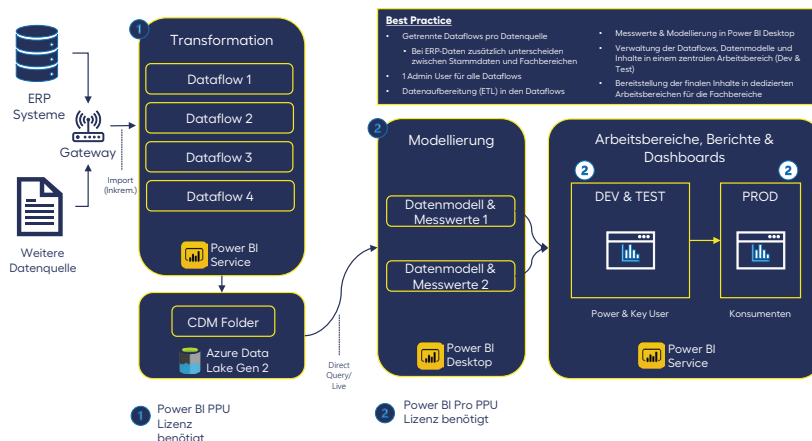 1
Transformation
Dataflow 1
Dataflow 2
Dataflow 3
Dataflow 4
Power BI
Service
ERP
Systeme
Gateway
Import
(Inkrem.)
Weitere
Datenquelle
CDM Folder
Azure Data
Lake Gen 2
Direct
Query/
Live
Best Practice
• Getrennte Dataflows pro Datenquelle
• Bei ERP-Daten zusätzlich unterscheiden
zwischen Stammdaten und Fachbereichen
• 1 Admin User für alle Dataflows
• Datenaufbereitung (ETL) in den Dataflows
• Messwerte & Modellierung in Power BI Desktop
• Verwaltung der Dataflows, Datenmodelle und
Inhalte in einem zentralen Arbeitsbereich (Dev &
Test)
• Bereitstellung der finalen Inhalte in dedizierten
Arbeitsbereichen für die Fachbereiche
2
Modellierung
Datenmodell &
Messwerte 1
Datenmodell &
Messwerte 2
Power BI
Desktop
Arbeitsbereiche, Berichte &
Dashboards
2
DEV & TEST
Power & Key User
2
PROD
Konsumenten
Power BI
Service
1
Power BI PPU
Lizenz
benötigt
2
Power BI Pro PPU
Lizenz benötigt